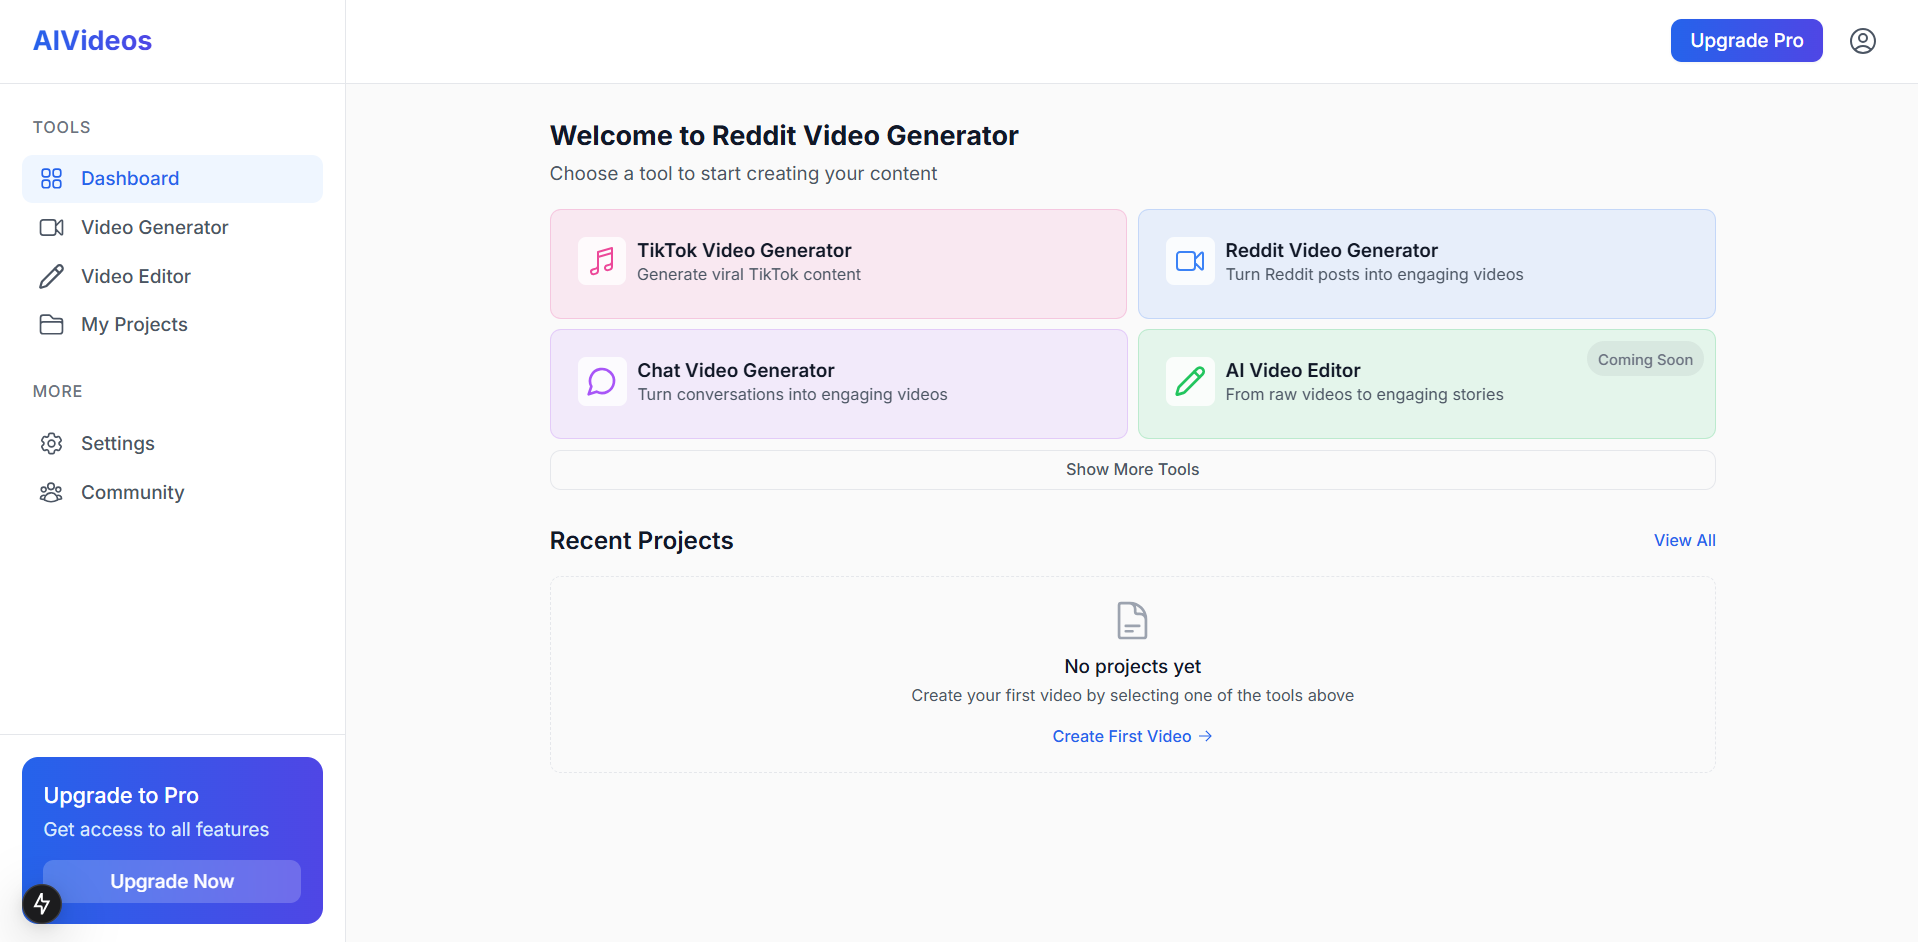 AIVideos
Upgrade Pro
TOOLS
Dashboard
Video Generator
Video Editor
My Projects
MORE
Settings
Community
Upgrade to Pro
Get access to all features
Upgrade Now
Welcome to Reddit Video Generator
Choose a tool to start creating your content
TikTok Video Generator
Generate viral TikTok content
Reddit Video Generator
Turn Reddit posts into engaging videos
Chat Video Generator
Turn conversations into engaging videos
AI Video Editor
From raw videos to engaging stories
Coming Soon
Show More Tools
Recent Projects
View All
No projects yet
Create your first video by selecting one of the tools above
Create First Video →